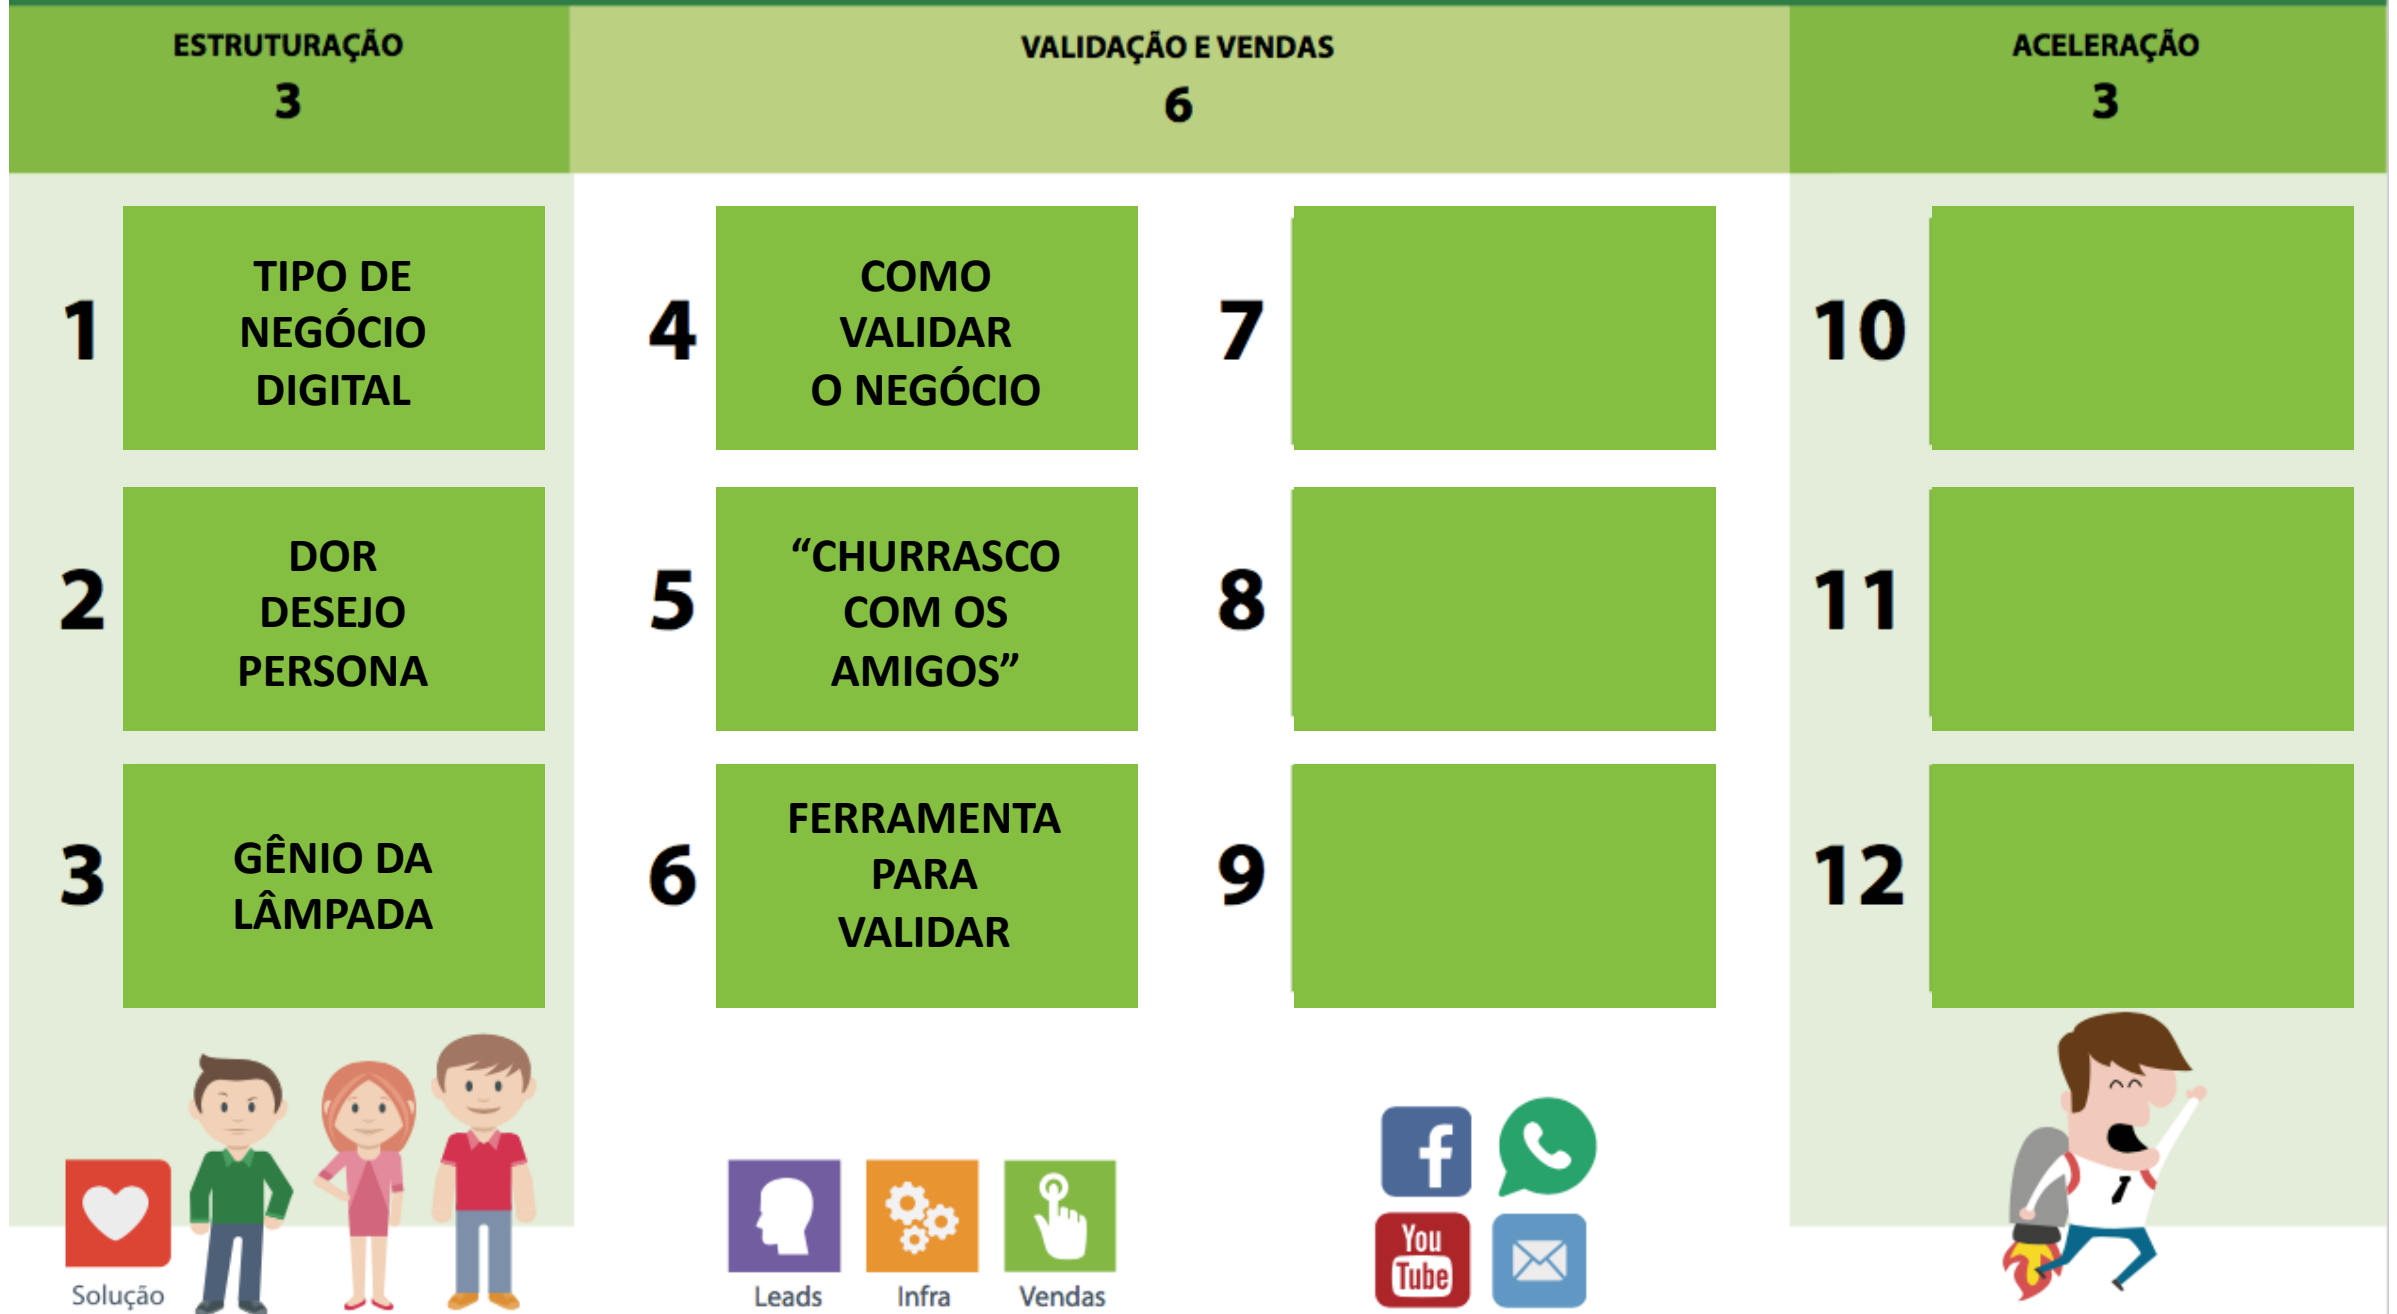 ESTRUTURAÇÃO
3
VALIDAÇÃO E VENDAS
6
ACELERAÇÃO
3
1
TIPO DE
NEGÓCIO
DIGITAL
2
DOR
DESEJO
PERSONA
3
GÊNIO DA
LÂMPADA
4
COMO
VALIDAR
O NEGÓCIO
5
“CHURRASCO
COM OS
AMIGOS”
6
FERRAMENTA
PARA
VALIDAR
7
8
9
10
11
12
Solução
Leads
Infra
Vendas
f
You
Tube